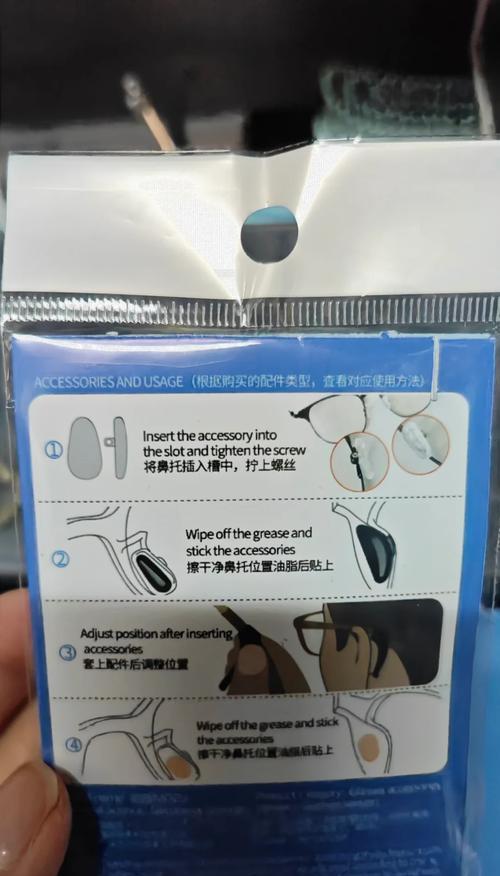 ACCESSORIES AND USAGE（根据购买的配件类型，查看对应使用方法）
①
Insert the accessory into
the slot and tighten the screw
将鼻托插入槽中，拧上螺丝
②
Wipe off the grease and
stick the accessories
擦干净鼻托位置油脂后贴上
③
Adjust position after inserting
accessories
套上配件后调整位置
④
Wipe off the grease and stick
the accessories
擦干净鼻托位置油脂后贴上